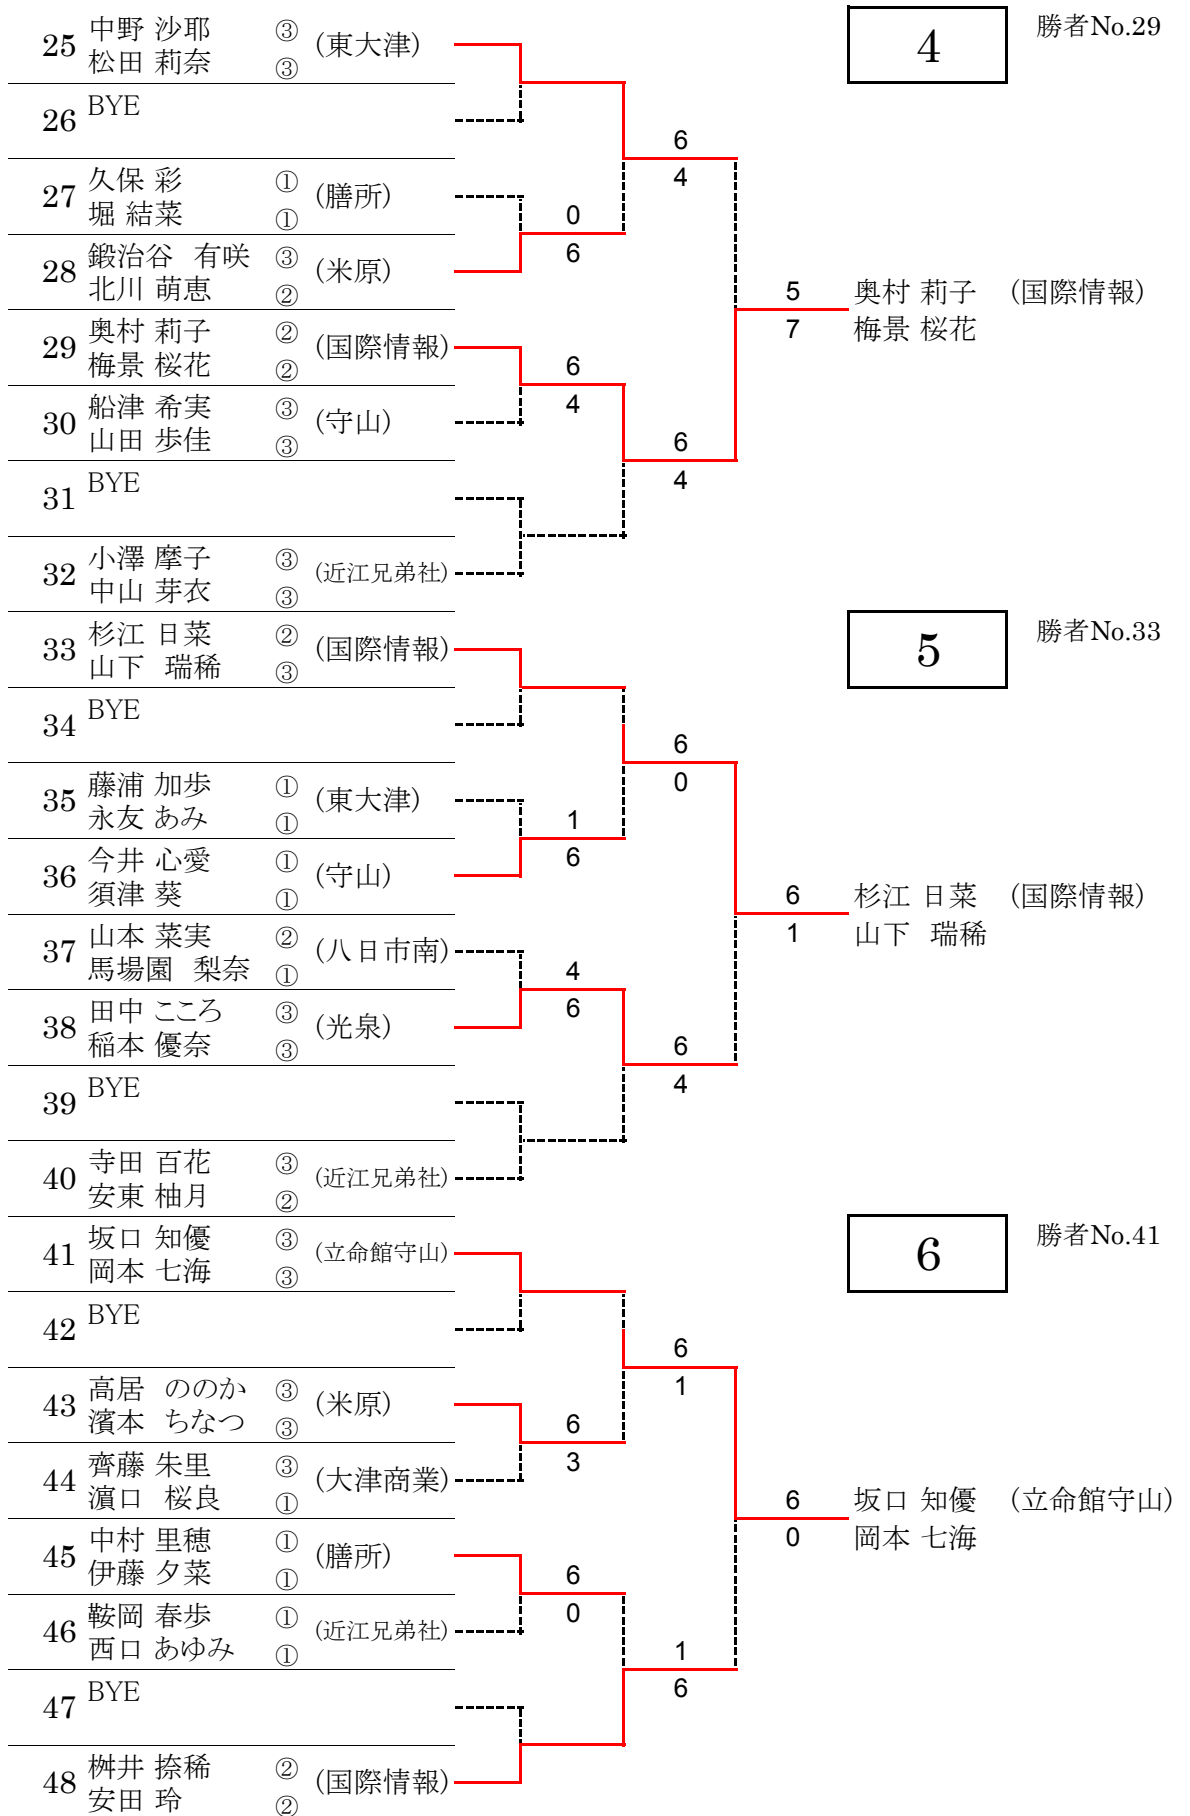 4 勝者No.29
25 中野 沙耶 ③ (東大津)
松田 莉奈 ③
26 BYE
6
4
27 久保 彩 ① (膳所)
堀 結菜 ①
0
6
28 鍛治谷 有咲 ③ (米原)
北川 萌恵 ②
5 奥村 莉子 (国際情報)
7 梅景 桜花
29 奥村 莉子 ② (国際情報)
梅景 桜花 ②
6
4
30 船津 希実 ③ (守山)
山田 歩佳 ③
6
4
31 BYE
32 小澤 摩子 ③ (近江兄弟社)
中山 芽衣 ③
5 勝者No.33
33 杉江 日菜 ② (国際情報)
山下 瑞稀 ③
34 BYE
6
0
35 藤浦 加歩 ① (東大津)
永友 あみ ①
1
6
36 今井 心愛 ① (守山)
須津 葵 ①
6 杉江 日菜 (国際情報)
1 山下 瑞稀
37 山本 菜実 ② (八日市南)
馬場園 梨奈 ①
4
6
38 田中 こころ ③ (光泉)
稲本 優奈 ③
6
4
39 BYE
40 寺田 百花 ③ (近江兄弟社)
安東 柚月 ②
6 勝者No.41
41 坂口 知優 ③ (立命館守山)
岡本 七海 ③
42 BYE
6
1
43 高居 ののか ③ (米原)
濱本 ちなつ ③
6
3
44 齊藤 朱里 ③ (大津商業)
濵口 桜良 ①
6 坂口 知優 (立命館守山)
0 岡本 七海
45 中村 里穂 ① (膳所)
伊藤 夕菜 ①
6
0
46 鞍岡 春歩 ① (近江兄弟社)
西口 あゆみ ①
1
6
47 BYE
48 桝井 捺稀 ② (国際情報)
安田 玲 ②